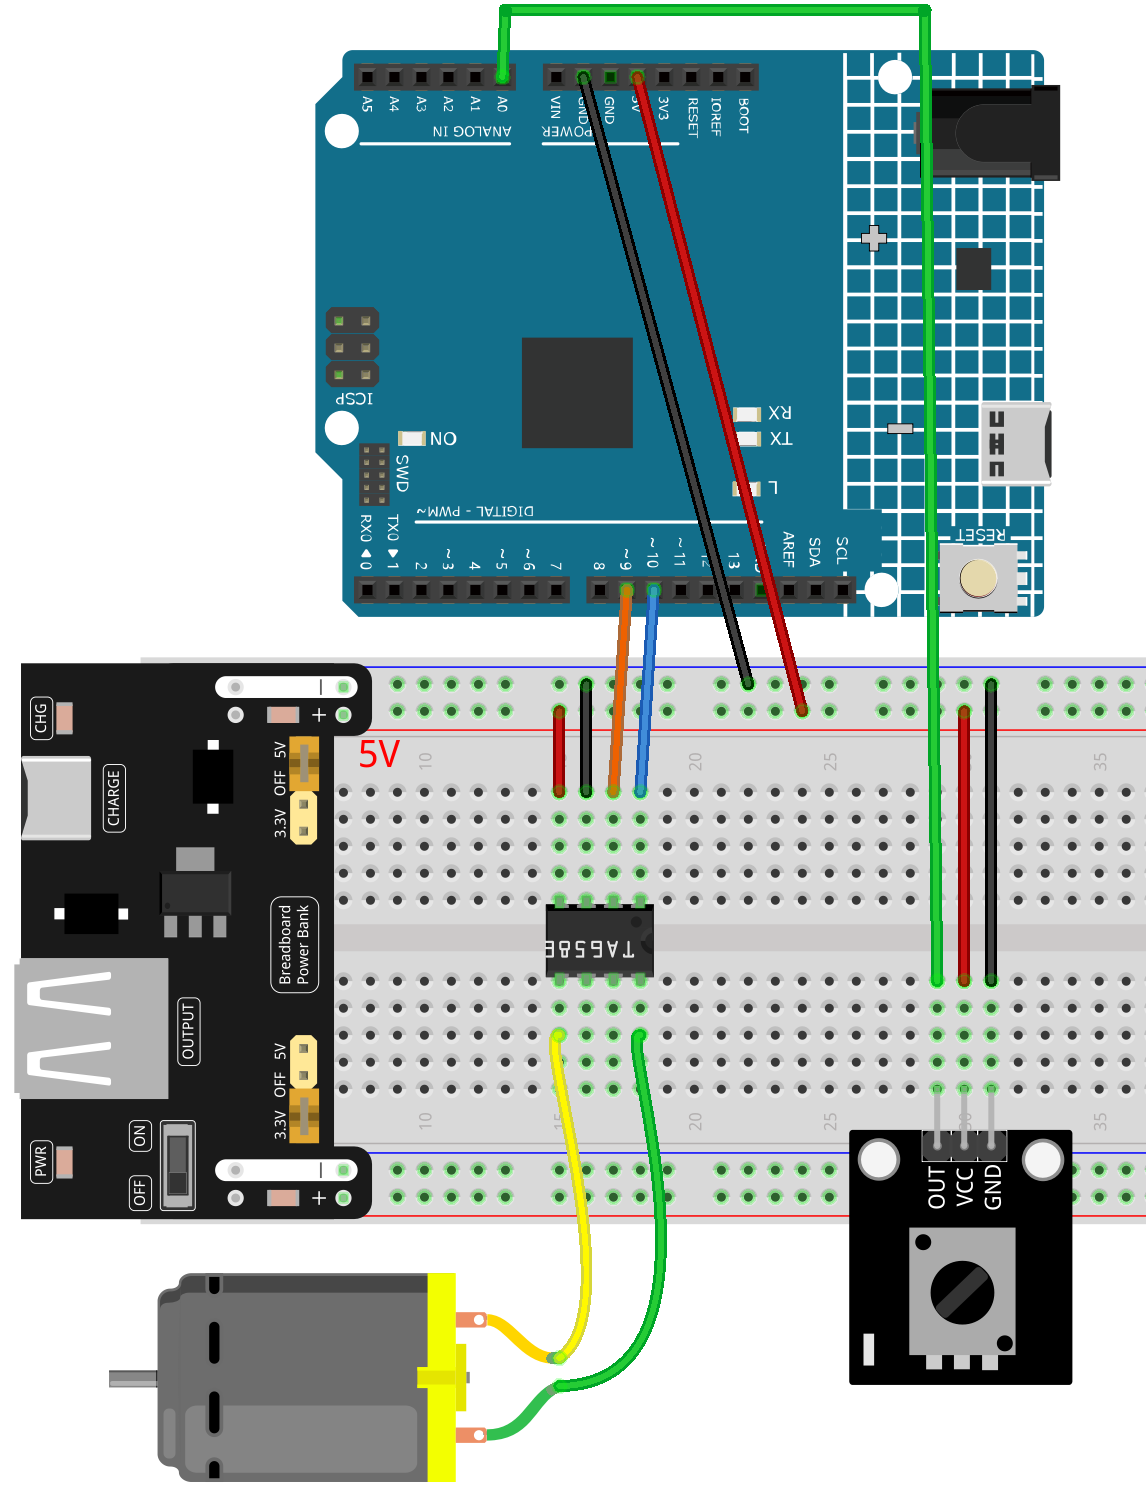 A5 A4 A3 A2 A1 A0 VIN GND GND 5V 3V3 RESET IOREF BOOT
ANALOG IN POWER
ICSP
RX
ON TX
SWD
L
DIGITAL - PWM~
RX0 TX0
0 1 2 ~3 4 ~5 ~6 7 8 ~9 ~10 ~11 12 13 AREF SDA SCL
RESET
CHG
− +
5V
OFF
3.3V
5V
CHARGE
10 25 35
Breadboard
Power Bank
TA6586
OUTPUT
5V
OFF
3.3V
10 15 20 25 30 35
ON
OFF
PWR
− +
OUT VCC GND